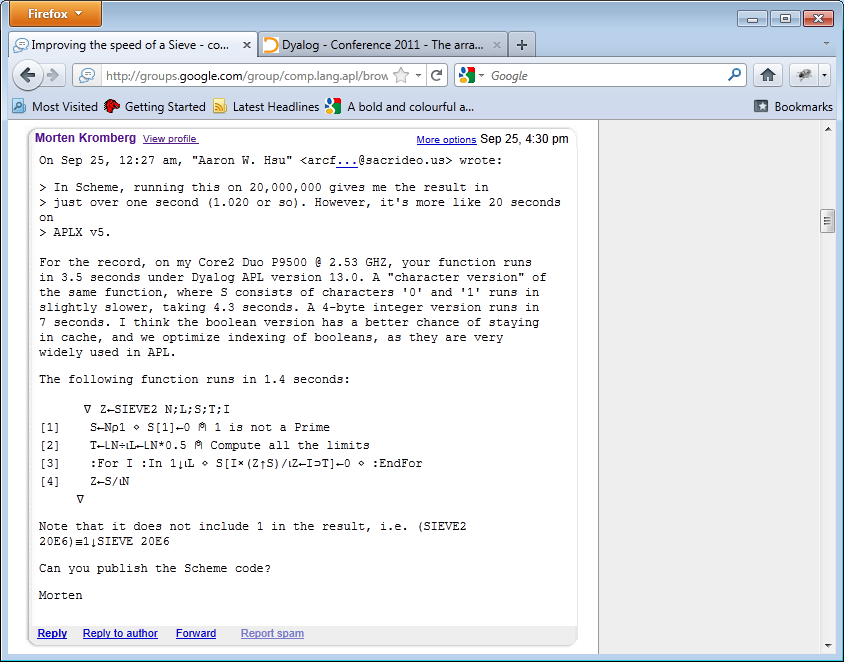 Firefox
Improving the speed of a Sieve - co...
Dyalog - Conference 2011 - The arra...
http://groups.google.com/group/comp.lang.apl/brow
Google
Most Visited Getting Started Latest Headlines A bold and colourful a... Bookmarks
Morten Kromberg View profile More options Sep 25, 4:30 pm
On Sep 25, 12:27 am, "Aaron W. Hsu" <arcf...@sacrideo.us> wrote:
> In Scheme, running this on 20,000,000 gives me the result in
> just over one second (1.020 or so). However, it's more like 20 seconds
on
> APLX v5.
For the record, on my Core2 Duo P9500 @ 2.53 GHZ, your function runs
in 3.5 seconds under Dyalog APL version 13.0. A "character version" of
the same function, where S consists of characters '0' and '1' runs in
slightly slower, taking 4.3 seconds. A 4-byte integer version runs in
7 seconds. I think the boolean version has a better chance of staying
in cache, and we optimize indexing of booleans, as they are very
widely used in APL.
The following function runs in 1.4 seconds:
∇ Z←SIEVE2 N;L;S;T;I
[1] S←N⍴1 ⋄ S[1]←0 ⍝ 1 is not a Prime
[2] T←⌊N÷⍳L←⌊N*0.5 ⍝ Compute all the limits
[3] :For I :In 1↓⍳L ⋄ S[I×(Z↑S)/⍳Z←I⊃T]←0 ⋄ :EndFor
[4] Z←S/⍳N
∇
Note that it does not include 1 in the result, i.e. (SIEVE2
20E6)≡1↓SIEVE 20E6
Can you publish the Scheme code?
Morten
Reply Reply to author Forward Report spam